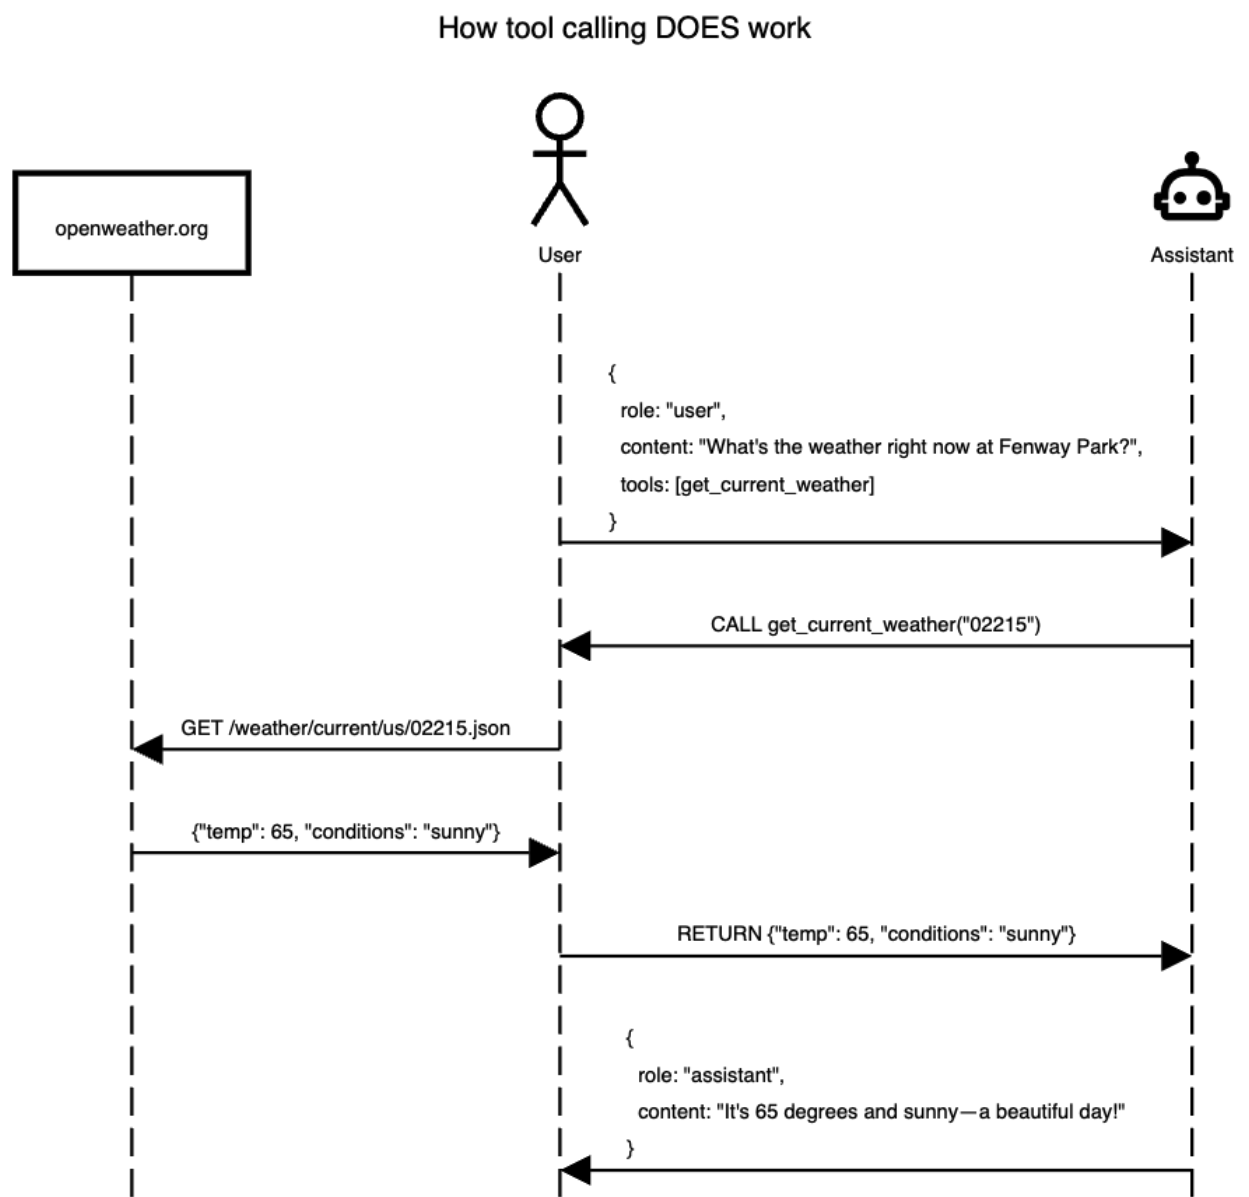 How tool calling DOES work
openweather.org
User
Assistant
{
role: "user",
content: "What's the weather right now at Fenway Park?",
tools: [get_current_weather]
}
CALL get_current_weather("02215")
GET /weather/current/us/02215.json
{"temp": 65, "conditions": "sunny"}
RETURN {"temp": 65, "conditions": "sunny"}
{
role: "assistant",
content: "It's 65 degrees and sunny—a beautiful day!"
}